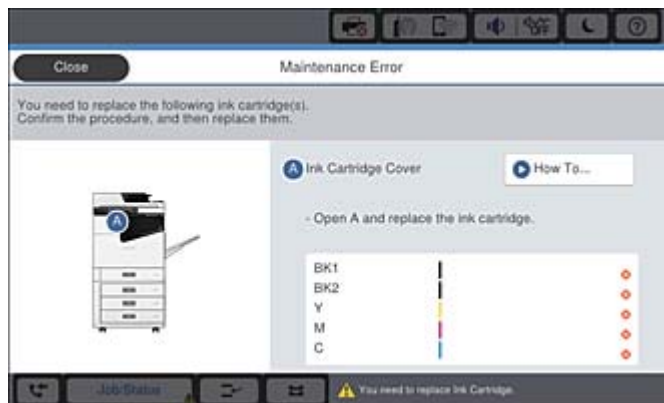 Close
Maintenance Error
You need to replace the following ink cartridge(s).
Confirm the procedure, and then replace them.
A Ink Cartridge Cover
How To...
A
- Open A and replace the ink cartridge.
BK1
BK2
Y
M
C
Job/Status
You need to replace Ink Cartridge.